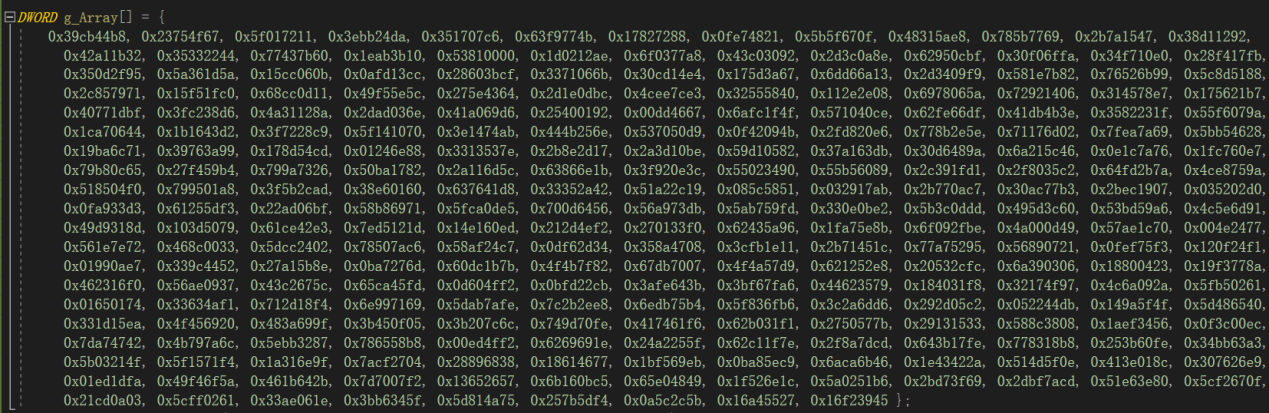 DWORD g_Array[] = {
0x39cb44b8, 0x23754f67, 0x5f017211, 0x3ebb24da, 0x351707c6, 0x63f9774b, 0x17827288, 0x0fe74821, 0x5b5f670f, 0x48315ae8, 0x785b7769, 0x2b7a1547, 0x38d11292,
0x42a11b32, 0x35332244, 0x77437b60, 0x1eab3b10, 0x53810000, 0x1d0212ae, 0x6f0377a8, 0x43c03092, 0x2d3c0a8e, 0x62950cbf, 0x30f06ffa, 0x34f710e0, 0x28f417fb,
0x350d2f95, 0x5a361d5a, 0x15cc060b, 0x0afd13cc, 0x28603bcf, 0x3371066b, 0x30cd14e4, 0x175d3a67, 0x6dd66a13, 0x2d3409f9, 0x581e7b82, 0x76526b99, 0x5c8d5188,
0x2c857971, 0x15f51fc0, 0x68cc0d11, 0x49f55e5c, 0x275e4364, 0x2d1e0dbc, 0x4cee7ce3, 0x32555840, 0x112e2e08, 0x6978065a, 0x72921406, 0x314578e7, 0x175621b7,
0x40771dbf, 0x3fc238d6, 0x4a31128a, 0x2dad036e, 0x41a069d6, 0x25400192, 0x00dd4667, 0x6afc1f4f, 0x571040ce, 0x62fe66df, 0x41db4b3e, 0x3582231f, 0x55f6079a,
0x1ca70644, 0x1b1643d2, 0x3f7228c9, 0x5f141070, 0x3e1474ab, 0x444b256e, 0x537050d9, 0x0f42094b, 0x2fd820e6, 0x778b2e5e, 0x71176d02, 0x7fea7a69, 0x5bb54628,
0x19ba6c71, 0x39763a99, 0x178d54cd, 0x01246e88, 0x3313537e, 0x2b8e2d17, 0x2a3d10be, 0x59d10582, 0x37a163db, 0x30d6489a, 0x6a215c46, 0x0e1c7a76, 0x1fc760e7,
0x79b80c65, 0x27f459b4, 0x799a7326, 0x50ba1782, 0x2a116d5c, 0x63866e1b, 0x3f920e3c, 0x55023490, 0x55b56089, 0x2c391fd1, 0x2f8035c2, 0x64fd2b7a, 0x4ce8759a,
0x518504f0, 0x799501a8, 0x3f5b2cad, 0x38e60160, 0x637641d8, 0x33352a42, 0x51a22c19, 0x085c5851, 0x032917ab, 0x2b770ac7, 0x30ac77b3, 0x2bec1907, 0x035202d0,
0x0fa933d3, 0x61255df3, 0x22ad06bf, 0x58b86971, 0x5fca0de5, 0x700d6456, 0x56a973db, 0x5ab759fd, 0x330e0be2, 0x5b3c0ddd, 0x495d3c60, 0x53bd59a6, 0x4c5e6d91,
0x49d9318d, 0x103d5079, 0x61ce42e3, 0x7ed5121d, 0x14e160ed, 0x212d4ef2, 0x270133f0, 0x62435a96, 0x1fa75e8b, 0x6f092fbe, 0x4a000d49, 0x57ae1c70, 0x004e2477,
0x561e7e72, 0x468c0033, 0x5dcc2402, 0x78507ac6, 0x58af24c7, 0x0df62d34, 0x358a4708, 0x3cfb1e11, 0x2b71451c, 0x77a75295, 0x56890721, 0x0fef75f3, 0x120f24f1,
0x01990ae7, 0x339c4452, 0x27a15b8e, 0x0ba7276d, 0x60dc1b7b, 0x4f4b7f82, 0x67db7007, 0x4f4a57d9, 0x621252e8, 0x20532cfc, 0x6a390306, 0x18800423, 0x19f3778a,
0x462316f0, 0x56ae0937, 0x43c2675c, 0x65ca45fd, 0x0d604ff2, 0x0bfd22cb, 0x3afe643b, 0x3bf67fa6, 0x44623579, 0x184031f8, 0x32174f97, 0x4c6a092a, 0x5fb50261,
0x01650174, 0x33634af1, 0x712d18f4, 0x6e997169, 0x5dab7afe, 0x7c2b2ee8, 0x6edb75b4, 0x5f836fb6, 0x3c2a6dd6, 0x292d05c2, 0x052244db, 0x149a5f4f, 0x5d486540,
0x331d15ea, 0x4f456920, 0x483a699f, 0x3b450f05, 0x3b207c6c, 0x749d70fe, 0x417461f6, 0x62b031f1, 0x2750577b, 0x29131533, 0x588c3808, 0x1aef3456, 0x0f3c00ec,
0x7da74742, 0x4b797a6c, 0x5ebb3287, 0x786558b8, 0x00ed4ff2, 0x6269691e, 0x24a2255f, 0x62c11f7e, 0x2f8a7dcd, 0x643b17fe, 0x778318b8, 0x253b60fe, 0x34bb63a3,
0x5b03214f, 0x5f1571f4, 0x1a316e9f, 0x7acf2704, 0x28896838, 0x18614677, 0x1bf569eb, 0x0ba85ec9, 0x6aca6b46, 0x1e43422a, 0x514d5f0e, 0x413e018c, 0x307626e9,
0x01ed1dfa, 0x49f46f5a, 0x461b642b, 0x7d7007f2, 0x13652657, 0x6b160bc5, 0x65e04849, 0x1f526e1c, 0x5a0251b6, 0x2bd73f69, 0x2dbf7acd, 0x51e63e80, 0x5cf2670f,
0x21cd0a03, 0x5cff0261, 0x33ae061e, 0x3bb6345f, 0x5d814a75, 0x257b5df4, 0x0a5c2c5b, 0x16a45527, 0x16f23945 };